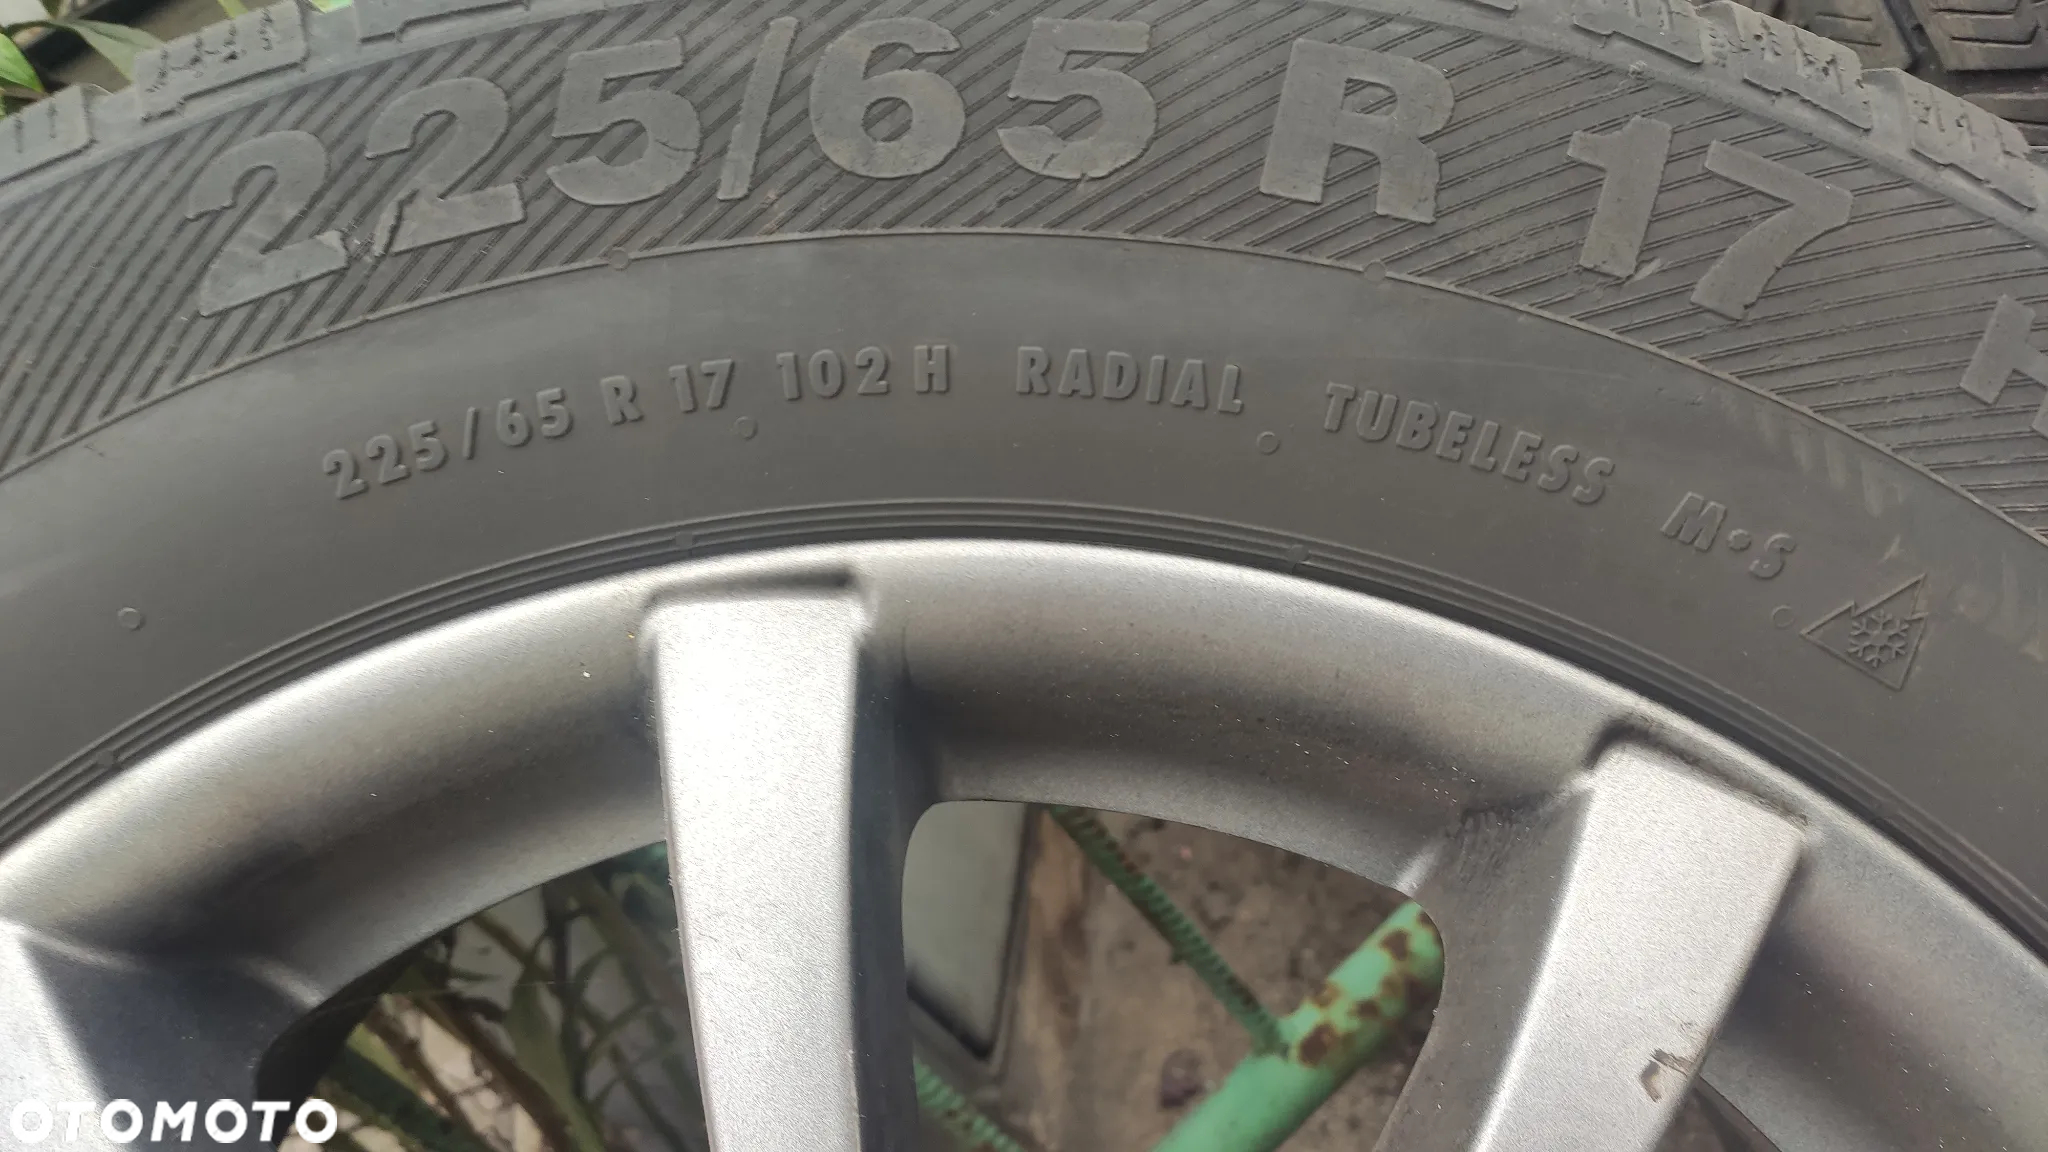 225/65 R 17 H
225/65 R 17 102 H RADIAL TUBELESS M•S
OTOMOTO